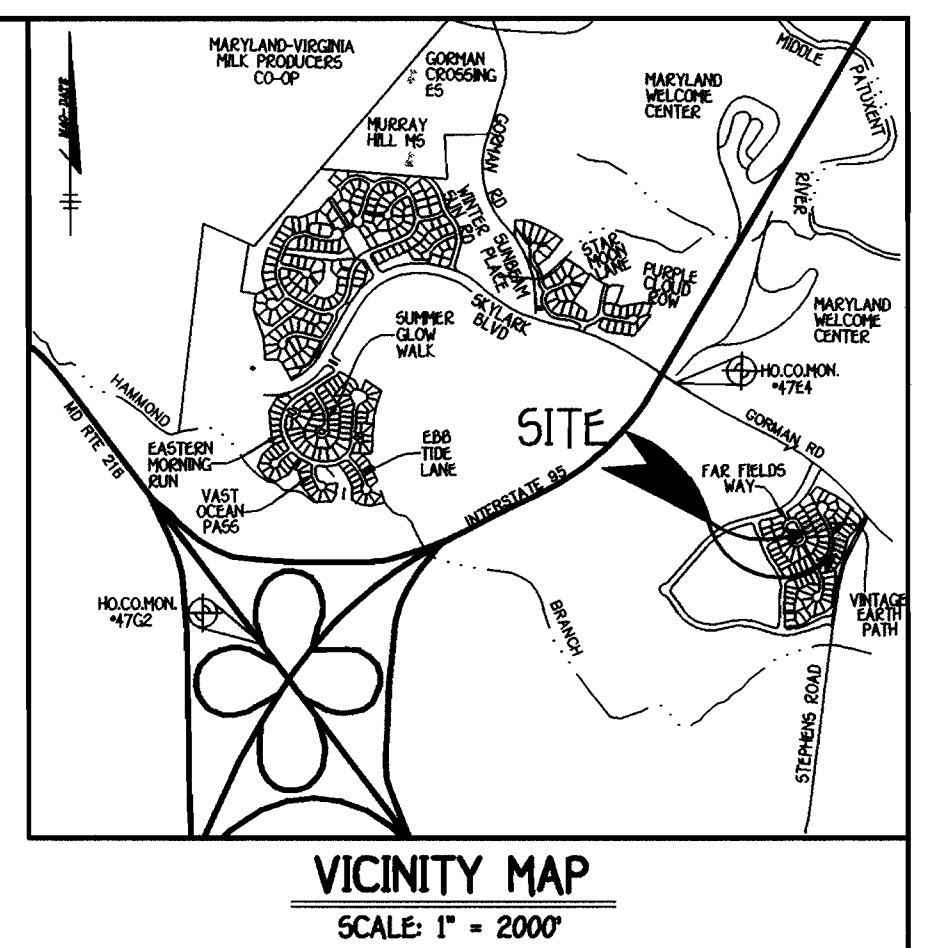 MARYLAND-VIRGINIA
MILK PRODUCERS
CO-OP
GORMAN
CROSSING
ES
MURRAY
HILL MS
GORMAN RD
MARYLAND
WELCOME
CENTER
MIDDLE
PATUXENT
RIVER
WINTER
SUN RD
SUNBEAM
PLACE
STAR
MOON
LANE
PURPLE
CLOUD
ROW
SKYLARK
BLVD
SUMMER
GLOW
WALK
MARYLAND
WELCOME
CENTER
HO.CO.MON.
*47E4
HAMMOND
MD RTE 216
SITE
GORMAN RD
EASTERN
MORNING
RUN
EBB
TIDE
LANE
VAST
OCEAN
PASS
INTERSTATE 95
FAR FIELDS
WAY
HO.CO.MON.
*47G2
BRANCH
VINTAGE
EARTH
PATH
STEPHENS ROAD
VICINITY MAP
SCALE: 1" = 2000'